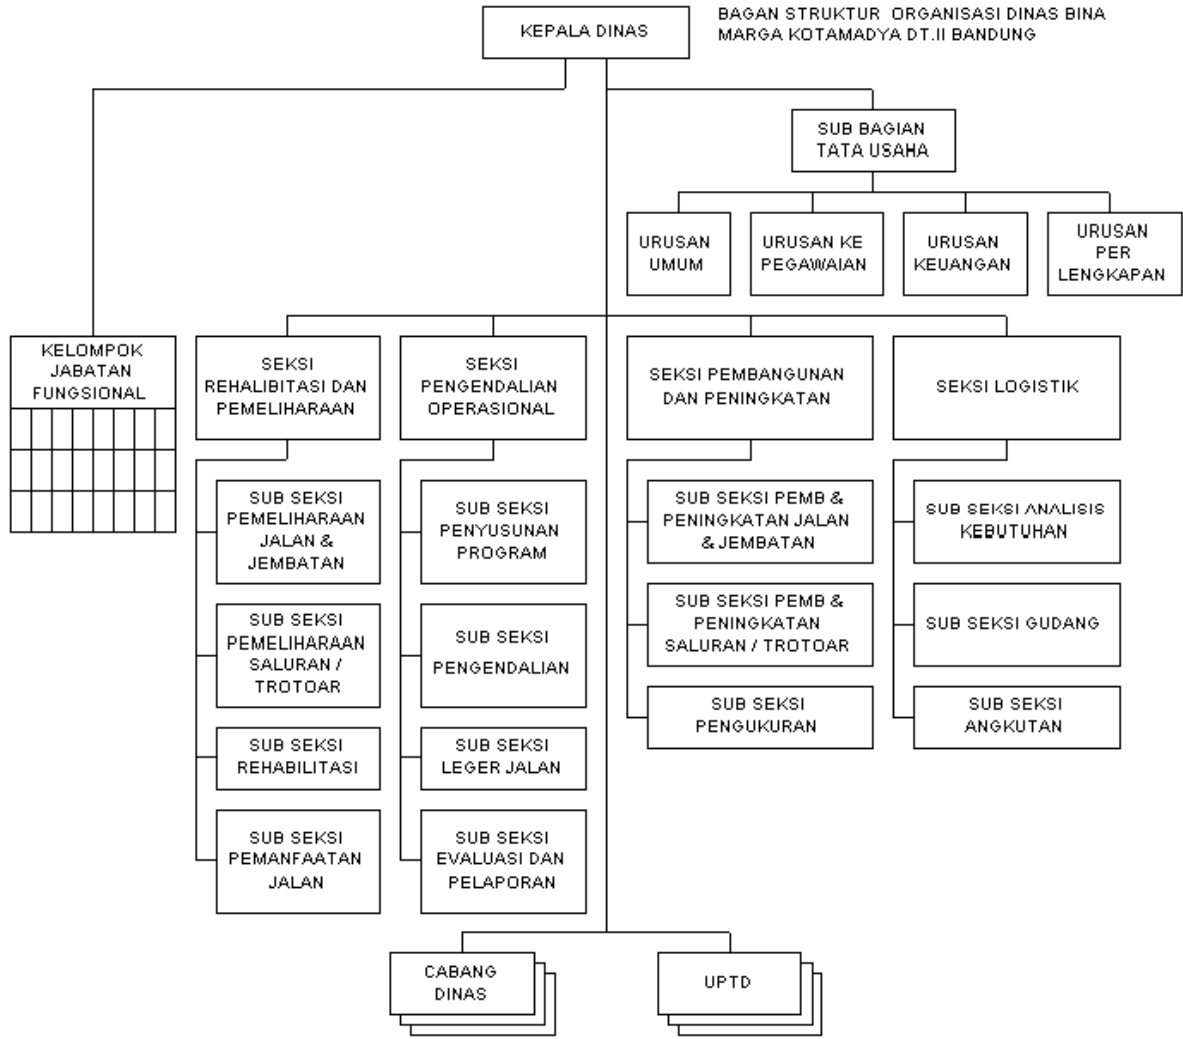 KEPALA DINAS
BAGAN STRUKTUR ORGANISASI DINAS BINA
MARGA KOTAMADYA DT.II BANDUNG
SUB BAGIAN
TATA USAHA
URUSAN
UMUM
URUSAN KE
PEGAWAIAN
URUSAN
KEUANGAN
URUSAN
PER
LENGKAPAN
KELOMPOK
JABATAN
FUNGSIONAL
SEKSI
REHALIBITASI DAN
PEMELIHARAAN
SEKSI
PENGENDALIAN
OPERASIONAL
SEKSI PEMBANGUNAN
DAN PENINGKATAN
SEKSI LOGISTIK
SUB SEKSI
PEMELIHARAAN
JALAN &
JEMBATAN
SUB SEKSI
PENYUSUNAN
PROGRAM
SUB SEKSI PEMB &
PENINGKATAN JALAN
& JEMBATAN
SUB SEKSI ANALISIS
KEBUTUHAN
SUB SEKSI
PEMELIHARAAN
SALURAN /
TROTOAR
SUB SEKSI
PENGENDALIAN
SUB SEKSI PEMB &
PENINGKATAN
SALURAN / TROTOAR
SUB SEKSI GUDANG
SUB SEKSI
REHABILITASI
SUB SEKSI
LEGER JALAN
SUB SEKSI
PENGUKURAN
SUB SEKSI
ANGKUTAN
SUB SEKSI
PEMANFAATAN
JALAN
SUB SEKSI
EVALUASI DAN
PELAPORAN
CABANG
DINAS
UPTD